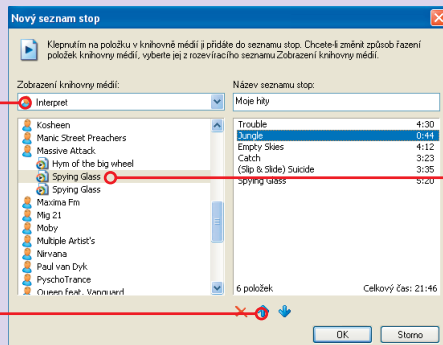 Nový seznam stop
Klepnutím na položku v knihovně médií ji přidáte do seznamu stop. Chcete-li změnit způsob řazení
položek knihovny médií, vyberte jej z rozevíracího seznamu Zobrazení knihovny médií.
Zobrazení knihovny médií:
Interpret
Kosheen
Manic Street Preachers
Massive Attack
Hym of the big wheel
Spying Glass
Spying Glass
Maxima Fm
Mig 21
Moby
Multiple Artist's
Nirvana
Paul van Dyk
PyschoTrance
Queen feat. Vanguard
Název seznamu stop:
Moje hity
Trouble 4:30
Jungle 0:44
Empty Skies 4:12
Catch 3:23
(Slip & Slide) Suicide 3:35
Spying Glass 5:20
6 položek Celkový čas: 21:46
OK Storno